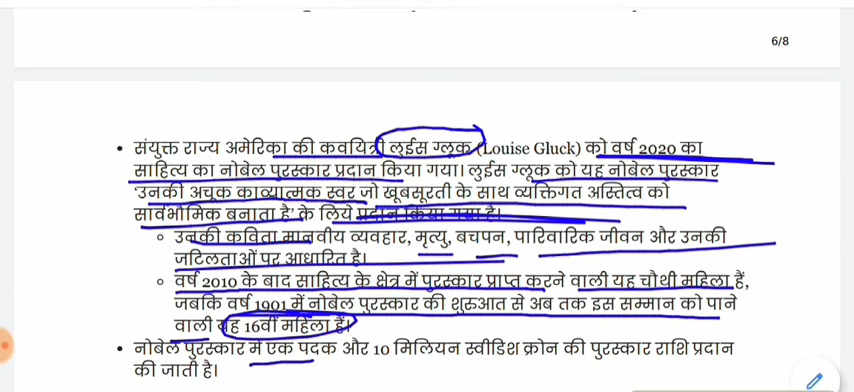 6/8
• संयुक्त राज्य अमेरिका की कवयित्री लुईस ग्लूक (Louise Gluck) को वर्ष 2020 का
साहित्य का नोबेल पुरस्कार प्रदान किया गया। लुईस ग्लूक को यह नोबेल पुरस्कार
'उनकी अचूक काव्यात्मक स्वर जो खूबसूरती के साथ व्यक्तिगत अस्तित्व को
सार्वभौमिक बनाता है' के लिये प्रदान किया गया है।
○ उनकी कविता मानवीय व्यवहार, मृत्यु, बचपन, पारिवारिक जीवन और उनकी
जटिलताओं पर आधारित है।
○ वर्ष 2010 के बाद साहित्य के क्षेत्र में पुरस्कार प्राप्त करने वाली यह चौथी महिला हैं,
जबकि वर्ष 1901 में नोबेल पुरस्कार की शुरुआत से अब तक इस सम्मान को पाने
वाली यह 16वीं महिला हैं।
• नोबेल पुरस्कार में एक पदक और 10 मिलियन स्वीडिश क्रोन की पुरस्कार राशि प्रदान
की जाती है।